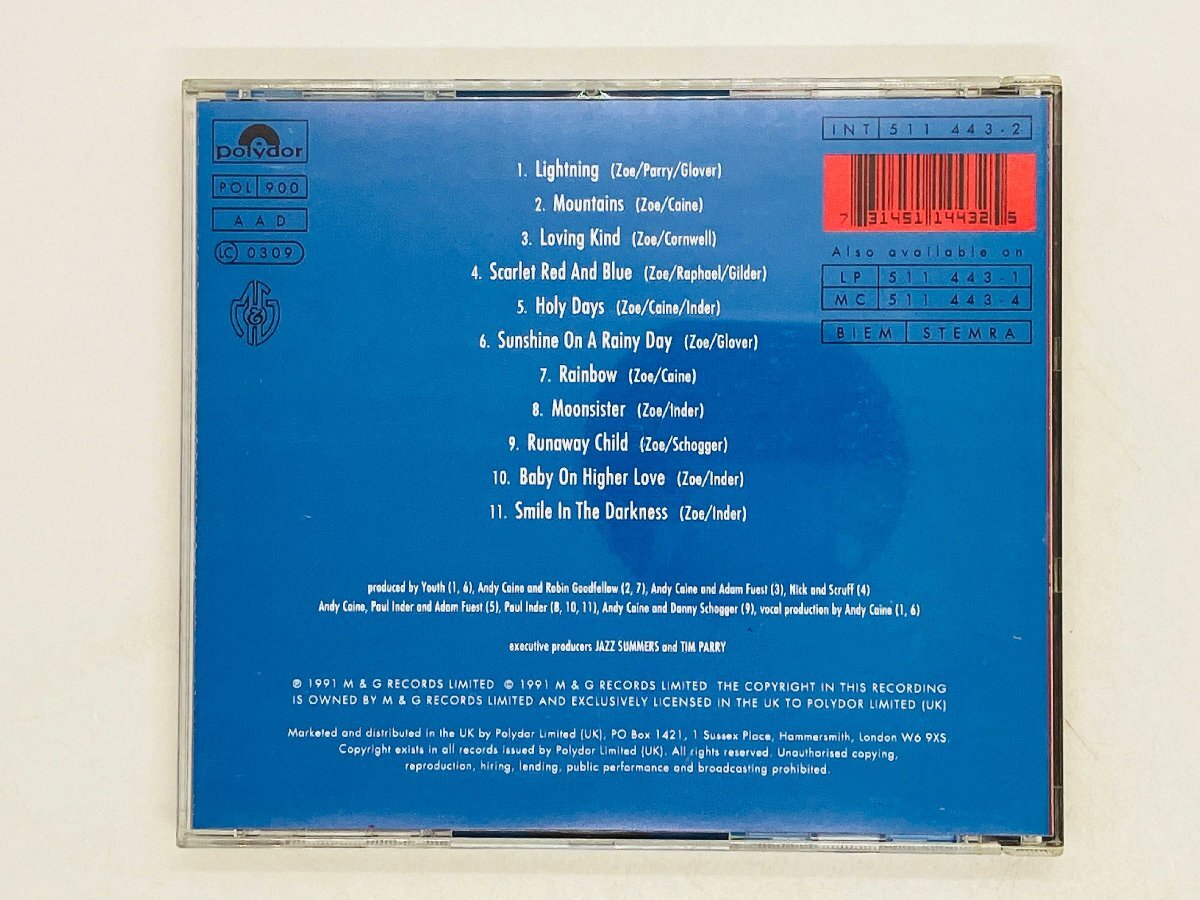 polydor
POL 900
AAD
LC 0309
M&G
1. Lightning (Zoe/Parry/Glover)
2. Mountains (Zoe/Caine)
3. Loving Kind (Zoe/Cornwell)
4. Scarlet Red And Blue (Zoe/Raphael/Gilder)
5. Holy Days (Zoe/Caine/Inder)
6. Sunshine On A Rainy Day (Zoe/Glover)
7. Rainbow (Zoe/Caine)
8. Moonsister (Zoe/Inder)
9. Runaway Child (Zoe/Schogger)
10. Baby On Higher Love (Zoe/Inder)
11. Smile In The Darkness (Zoe/Inder)
INT 511 443-2
7 31451 14432 5
Also available on
LP 511 443-1
MC 511 443-4
BIEM STEMRA
produced by Youth (1, 6), Andy Caine and Robin Goodfellow (2, 7), Andy Caine and Adam Fuest (3), Nick and Scruff (4)
Andy Caine, Paul Inder and Adam Fuest (5), Paul Inder (8, 10, 11), Andy Caine and Danny Schogger (9), vocal production by Andy Caine (1, 6)
executive producers JAZZ SUMMERS and TIM PARRY
℗ 1991 M & G RECORDS LIMITED © 1991 M & G RECORDS LIMITED THE COPYRIGHT IN THIS RECORDING
IS OWNED BY M & G RECORDS LIMITED AND EXCLUSIVELY LICENSED IN THE UK TO POLYDOR LIMITED (UK)
Marketed and distributed in the UK by Polydor Limited (UK), PO Box 1421, 1 Sussex Place, Hammersmith, London W6 9XS.
Copyright exists in all records issued by Polydor Limited (UK). All rights reserved. Unauthorised copying,
reproduction, hiring, lending, public performance and broadcasting prohibited.